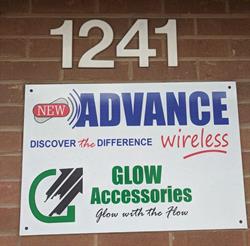 1241
NEW ADVANCE
DISCOVER the DIFFERENCE wireless
GLOW
Accessories
Glow with the Flow